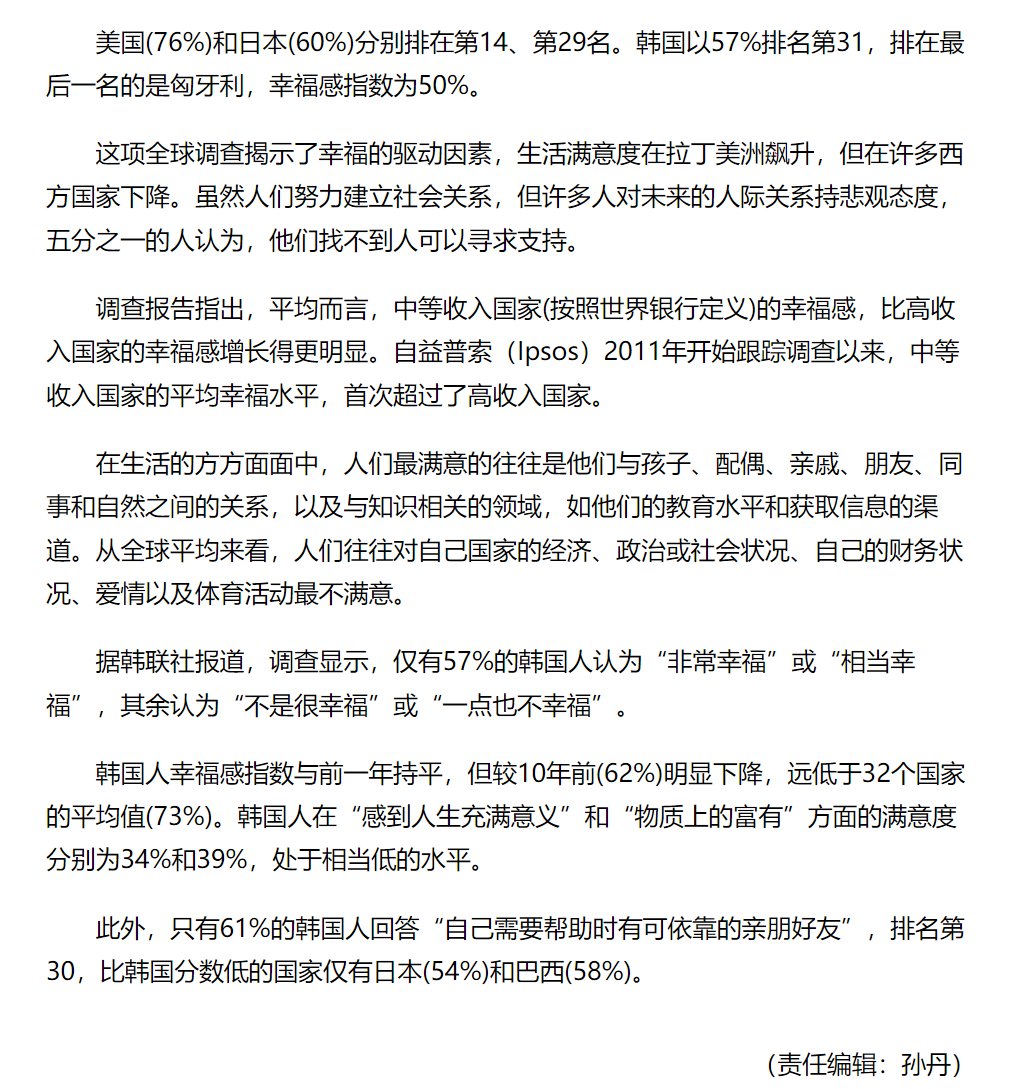 美国(76%)和日本(60%)分别排在第14、第29名。韩国以57%排名第31，排在最
后一名的是匈牙利，幸福感指数为50%。
这项全球调查揭示了幸福的驱动因素，生活满意度在拉丁美洲飙升，但在许多西
方国家下降。虽然人们努力建立社会关系，但许多人对未来的人际关系持悲观态度，
五分之一的人认为，他们找不到人可以寻求支持。
调查报告指出，平均而言，中等收入国家(按照世界银行定义)的幸福感，比高收
入国家的幸福感增长得更明显。自益普索（Ipsos）2011年开始跟踪调查以来，中等
收入国家的平均幸福水平，首次超过了高收入国家。
在生活的方方面面中，人们最满意的往往是他们与孩子、配偶、亲戚、朋友、同
事和自然之间的关系，以及与知识相关的领域，如他们的教育水平和获取信息的渠
道。从全球平均来看，人们往往对自己国家的经济、政治或社会状况、自己的财务状
况、爱情以及体育活动最不满意。
据韩联社报道，调查显示，仅有57%的韩国人认为“非常幸福”或“相当幸
福”，其余认为“不是很幸福”或“一点也不幸福”。
韩国人幸福感指数与前一年持平，但较10年前(62%)明显下降，远低于32个国家
的平均值(73%)。韩国人在“感到人生充满意义”和“物质上的富有”方面的满意度
分别为34%和39%，处于相当低的水平。
此外，只有61%的韩国人回答“自己需要帮助时有可依靠的亲朋好友”，排名第
30，比韩国分数低的国家仅有日本(54%)和巴西(58%)。
（责任编辑：孙丹）